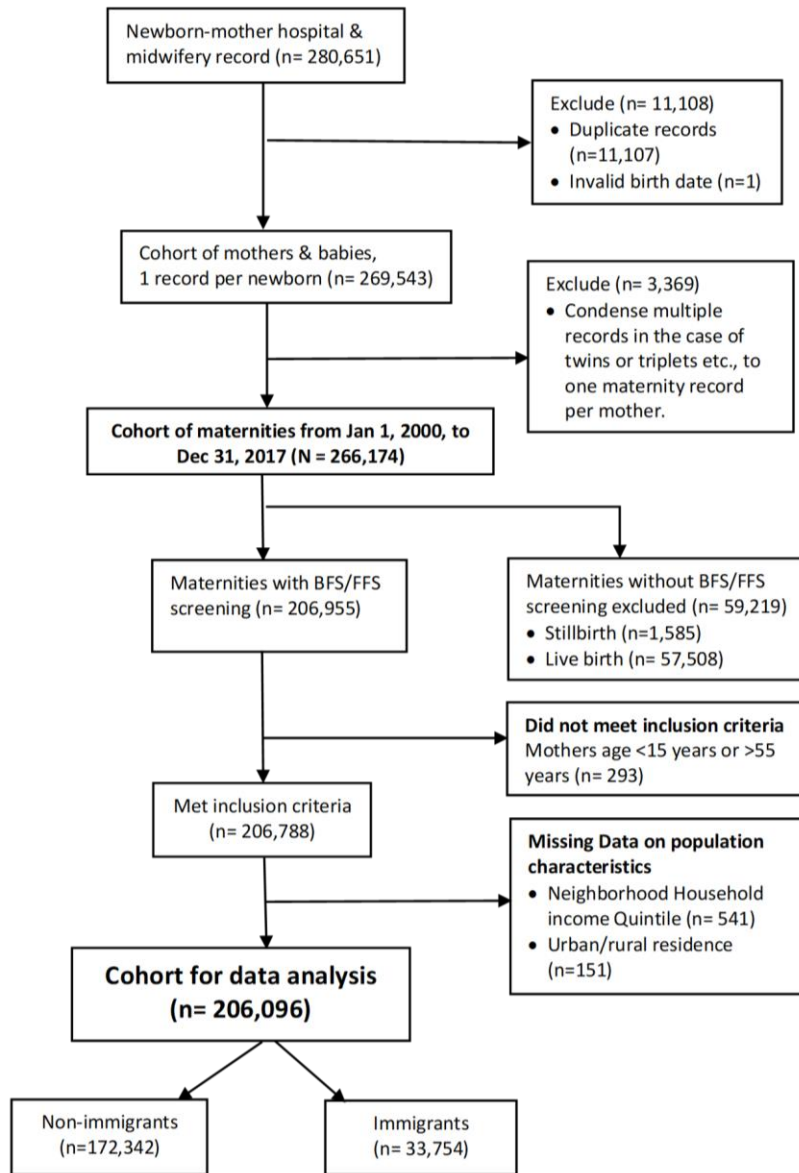 Newborn-mother hospital &
midwifery record (n= 280,651)
Exclude (n= 11,108)
• Duplicate records
(n=11,107)
• Invalid birth date (n=1)
Cohort of mothers & babies,
1 record per newborn (n= 269,543)
Exclude (n= 3,369)
• Condense multiple
records in the case of
twins or triplets etc., to
one maternity record
per mother.
Cohort of maternities from Jan 1, 2000, to
Dec 31, 2017 (N = 266,174)
Maternities with BFS/FFS
screening (n= 206,955)
Maternities without BFS/FFS
screening excluded (n= 59,219)
• Stillbirth (n=1,585)
• Live birth (n= 57,508)
Did not meet inclusion criteria
Mothers age <15 years or >55
years (n= 293)
Met inclusion criteria
(n= 206,788)
Missing Data on population
characteristics
• Neighborhood Household
income Quintile (n= 541)
• Urban/rural residence
(n=151)
Cohort for data analysis
(n= 206,096)
Non-immigrants
(n=172,342)
Immigrants
(n= 33,754)